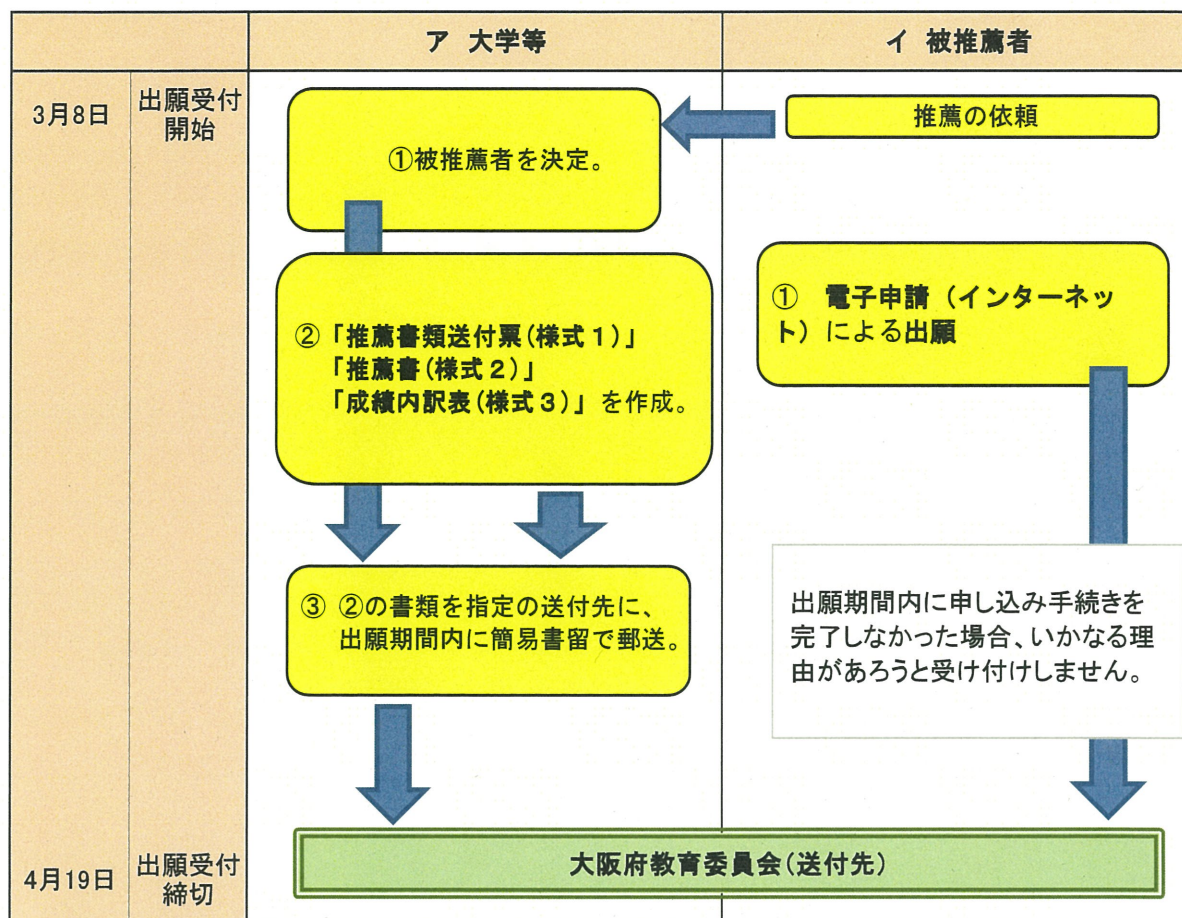 ア 大学等
イ 被推薦者
3月8日
出願受付
開始
推薦の依頼
①被推薦者を決定。
②「推薦書類送付票(様式1)」
「推薦書(様式2)」
「成績内訳表(様式3)」を作成。
① 電子申請（インターネッ
ト）による出願
③ ②の書類を指定の送付先に、
出願期間内に簡易書留で郵送。
出願期間内に申し込み手続きを
完了しなかった場合、いかなる理
由があろうと受け付けしません。
4月19日
出願受付
締切
大阪府教育委員会(送付先)